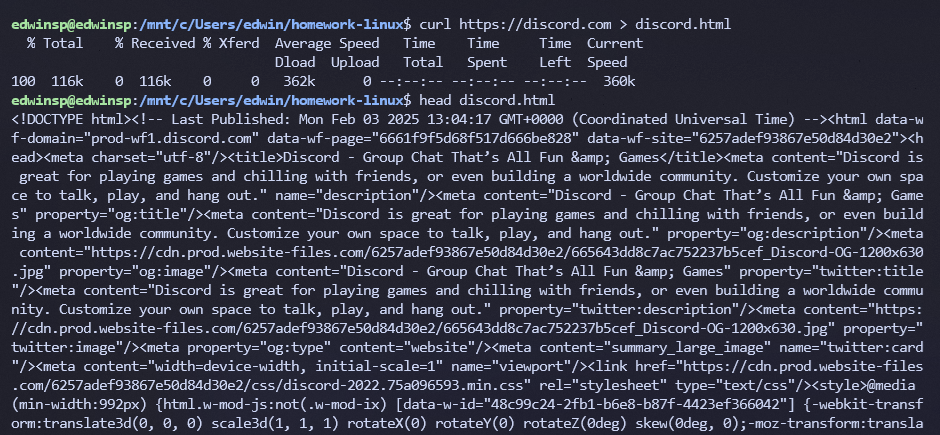 edwinsp@edwinsp:/mnt/c/Users/edwin/homework-linux$ curl https://discord.com > discord.html
  % Total    % Received % Xferd  Average Speed   Time    Time     Time  Current
                                 Dload  Upload   Total   Spent    Left  Speed
100  116k    0  116k    0     0   362k      0 --:--:-- --:--:-- --:--:--  360k
edwinsp@edwinsp:/mnt/c/Users/edwin/homework-linux$ head discord.html
<!DOCTYPE html><!-- Last Published: Mon Feb 03 2025 13:04:17 GMT+0000 (Coordinated Universal Time) --><html data-w
f-domain="prod-wf1.discord.com" data-wf-page="6661f9f5d68f517d666be828" data-wf-site="6257adef93867e50d84d30e2"><h
ead><meta charset="utf-8"/><title>Discord - Group Chat That’s All Fun &amp; Games</title><meta content="Discord is
 great for playing games and chilling with friends, or even building a worldwide community. Customize your own spa
ce to talk, play, and hang out." name="description"/><meta content="Discord - Group Chat That’s All Fun &amp; Game
s" property="og:title"/><meta content="Discord is great for playing games and chilling with friends, or even build
ing a worldwide community. Customize your own space to talk, play, and hang out." property="og:description"/><meta
 content="https://cdn.prod.website-files.com/6257adef93867e50d84d30e2/665643dd8c7ac752237b5cef_Discord-OG-1200x630
.jpg" property="og:image"/><meta content="Discord - Group Chat That’s All Fun &amp; Games" property="twitter:title
"/><meta content="Discord is great for playing games and chilling with friends, or even building a worldwide commu
nity. Customize your own space to talk, play, and hang out." property="twitter:description"/><meta content="https:
//cdn.prod.website-files.com/6257adef93867e50d84d30e2/665643dd8c7ac752237b5cef_Discord-OG-1200x630.jpg" property="
twitter:image"/><meta property="og:type" content="website"/><meta content="summary_large_image" name="twitter:card
"/><meta content="width=device-width, initial-scale=1" name="viewport"/><link href="https://cdn.prod.website-files
.com/6257adef93867e50d84d30e2/css/discord-2022.75a096593.min.css" rel="stylesheet" type="text/css"/><style>@media
(min-width:992px) {html.w-mod-js:not(.w-mod-ix) [data-w-id="48c99c24-2fb1-b6e8-b87f-4423ef366042"] {-webkit-transf
orm:translate3d(0, 0, 0) scale3d(1, 1, 1) rotateX(0) rotateY(0) rotateZ(0deg) skew(0deg, 0);-moz-transform:transla